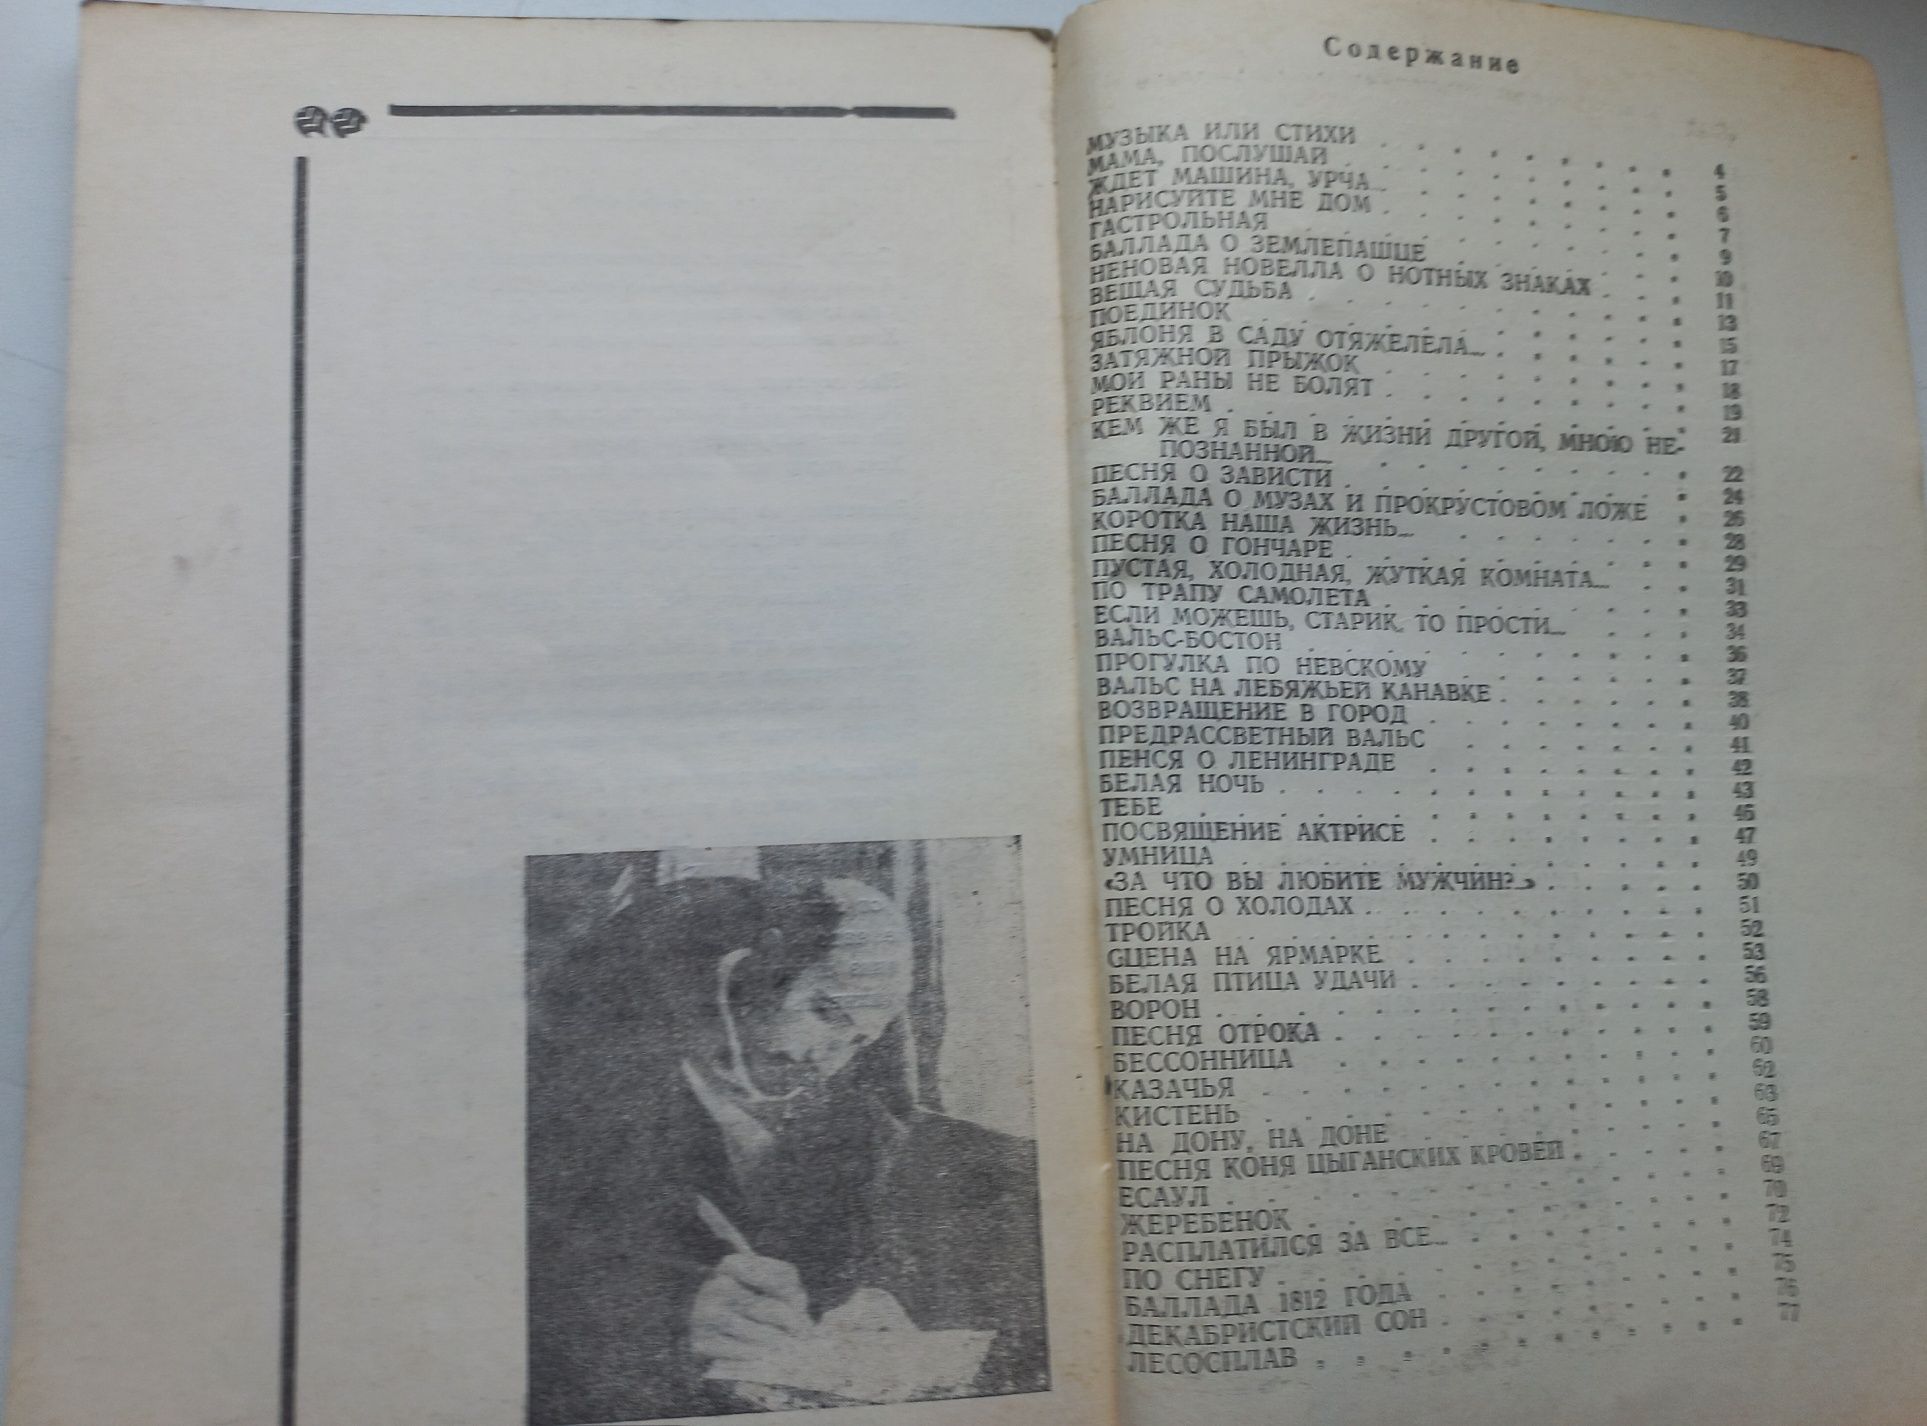 Содержание
МУЗЫКА ИЛИ СТИХИ . . . . . . . . . 4
МАМА, ПОСЛУШАЙ . . . . . . . . . . 5
ЖДЕТ МАШИНА, УРЧА... . . . . . . . . 6
НАРИСУЙТЕ МНЕ ДОМ . . . . . . . . . 7
ГАСТРОЛЬНАЯ . . . . . . . . . . . 9
БАЛЛАДА О ЗЕМЛЕПАШЦЕ . . . . . . . 10
НЕНОВАЯ НОВЕЛЛА О НОТНЫХ ЗНАКАХ . . . 11
ВЕЩАЯ СУДЬБА . . . . . . . . . . . 13
ПОЕДИНОК . . . . . . . . . . . . 15
ЯБЛОНЯ В САДУ ОТЯЖЕЛЕЛА... . . . . . . 17
ЗАТЯЖНОЙ ПРЫЖОК . . . . . . . . . 18
МОИ РАНЫ НЕ БОЛЯТ . . . . . . . . . 19
РЕКВИЕМ . . . . . . . . . . . . . 21
КЕМ ЖЕ Я БЫЛ В ЖИЗНИ ДРУГОЙ, МНОЮ НЕ-
ПОЗНАННОЙ... . . . . . . . . . 22
ПЕСНЯ О ЗАВИСТИ . . . . . . . . . . 24
БАЛЛАДА О МУЗАХ И ПРОКРУСТОВОМ ЛОЖЕ . 26
КОРОТКА НАША ЖИЗНЬ... . . . . . . . 28
ПЕСНЯ О ГОНЧАРЕ . . . . . . . . . . 29
ПУСТАЯ, ХОЛОДНАЯ, ЖУТКАЯ КОМНАТА... . . 31
ПО ТРАПУ САМОЛЕТА . . . . . . . . . 33
ЕСЛИ МОЖЕШЬ, СТАРИК, ТО ПРОСТИ... . . . 34
ВАЛЬС-БОСТОН . . . . . . . . . . . 36
ПРОГУЛКА ПО НЕВСКОМУ . . . . . . . 37
ВАЛЬС НА ЛЕБЯЖЬЕЙ КАНАВКЕ . . . . . . 38
ВОЗВРАЩЕНИЕ В ГОРОД . . . . . . . . 40
ПРЕДРАССВЕТНЫЙ ВАЛЬС . . . . . . . 41
ПЕНСЯ О ЛЕНИНГРАДЕ . . . . . . . . 42
БЕЛАЯ НОЧЬ . . . . . . . . . . . . 43
ТЕБЕ . . . . . . . . . . . . . . 46
ПОСВЯЩЕНИЕ АКТРИСЕ . . . . . . . . 47
УМНИЦА . . . . . . . . . . . . . 49
«ЗА ЧТО ВЫ ЛЮБИТЕ МУЖЧИН?..» . . . . . 50
ПЕСНЯ О ХОЛОДАХ . . . . . . . . . . 51
ТРОЙКА . . . . . . . . . . . . . 52
СЦЕНА НА ЯРМАРКЕ . . . . . . . . . 53
БЕЛАЯ ПТИЦА УДАЧИ . . . . . . . . . 56
ВОРОН . . . . . . . . . . . . . 58
ПЕСНЯ ОТРОКА . . . . . . . . . . . 59
БЕССОННИЦА . . . . . . . . . . . 60
КАЗАЧЬЯ . . . . . . . . . . . . . 62
КИСТЕНЬ . . . . . . . . . . . . . 63
НА ДОНУ, НА ДОНЕ . . . . . . . . . 65
ПЕСНЯ КОНЯ ЦЫГАНСКИХ КРОВЕЙ . . . . . 67
ЕСАУЛ . . . . . . . . . . . . . . 69
ЖЕРЕБЕНОК . . . . . . . . . . . . 70
РАСПЛАТИЛСЯ ЗА ВСЕ... . . . . . . . . 72
ПО СНЕГУ . . . . . . . . . . . . 74
БАЛЛАДА 1812 ГОДА . . . . . . . . . 75
ДЕКАБРИСТСКИЙ СОН . . . . . . . . . 76
ЛЕСОСПЛАВ . . . . . . . . . . . 77